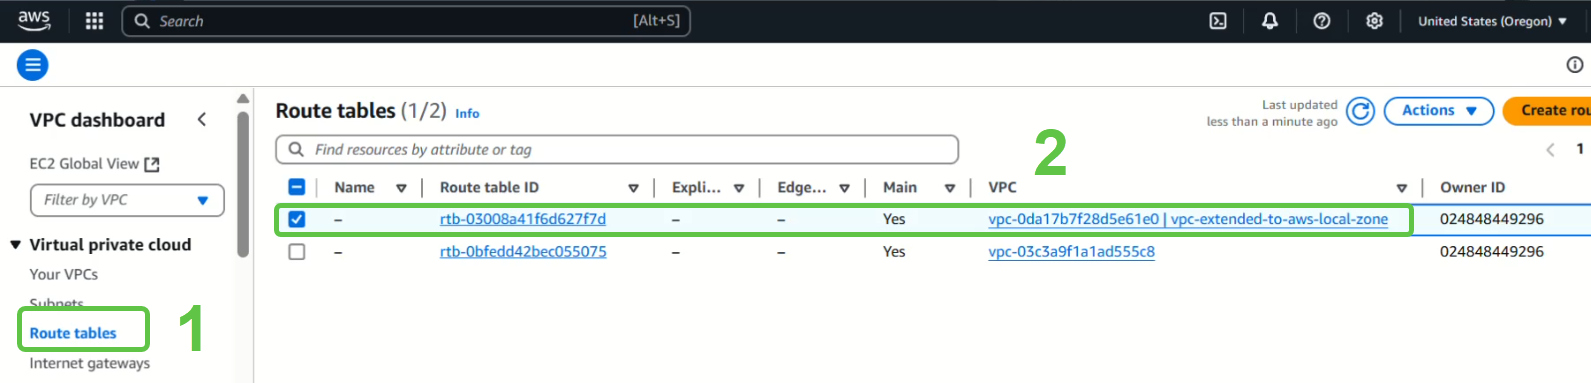 aws Search [Alt+S] United States (Oregon)
VPC dashboard
EC2 Global View
Filter by VPC
Virtual private cloud
Your VPCs
Subnets
Route tables
Internet gateways
1
Route tables (1/2) Info
Last updated
less than a minute ago
Actions
Create rou
Find resources by attribute or tag
2
1
Name Route table ID Expli... Edge... Main VPC Owner ID
– rtb-03008a41f6d627f7d – – Yes vpc-0da17b7f28d5e61e0 | vpc-extended-to-aws-local-zone 024848449296
– rtb-0bfedd42bec055075 – – Yes vpc-03c3a9f1a1ad555c8 024848449296